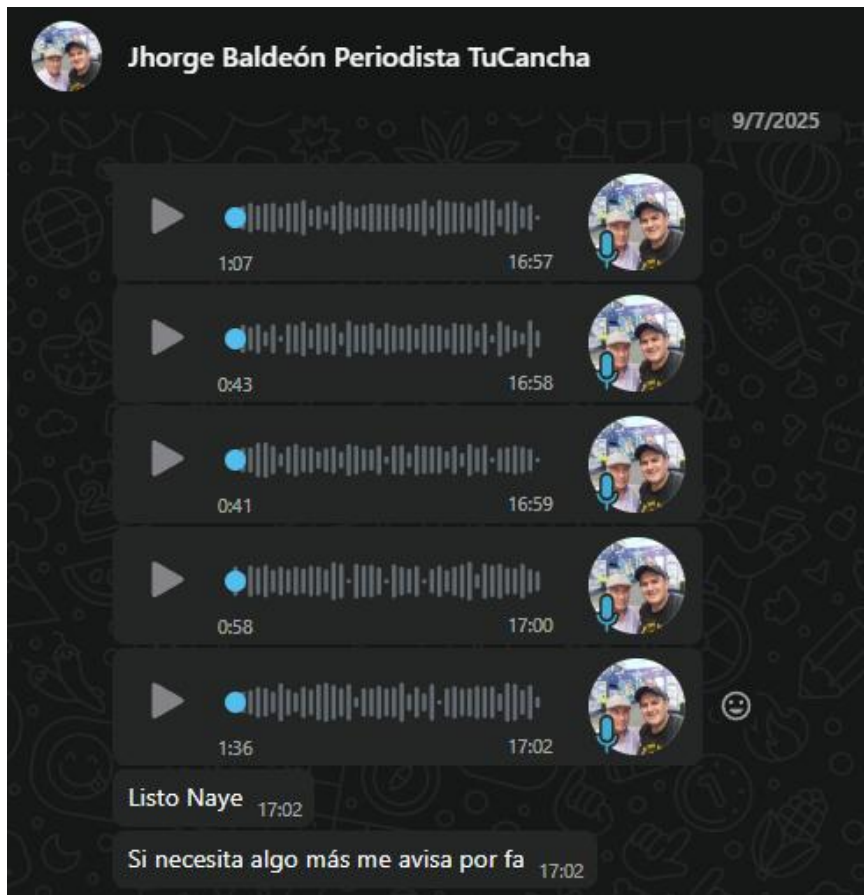 Jhorge Baldeón Periodista TuCancha
9/7/2025
1:07 16:57
0:43 16:58
0:41 16:59
0:58 17:00
1:36 17:02
Listo Naye 17:02
Si necesita algo más me avisa por fa 17:02